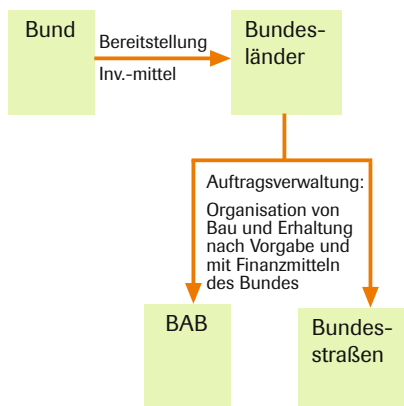 Bund
Bereitstellung
Inv.-mittel
Bundes-
länder
Auftragsverwaltung:
Organisation von
Bau und Erhaltung
nach Vorgabe und
mit Finanzmitteln
des Bundes
BAB
Bundes-
straßen